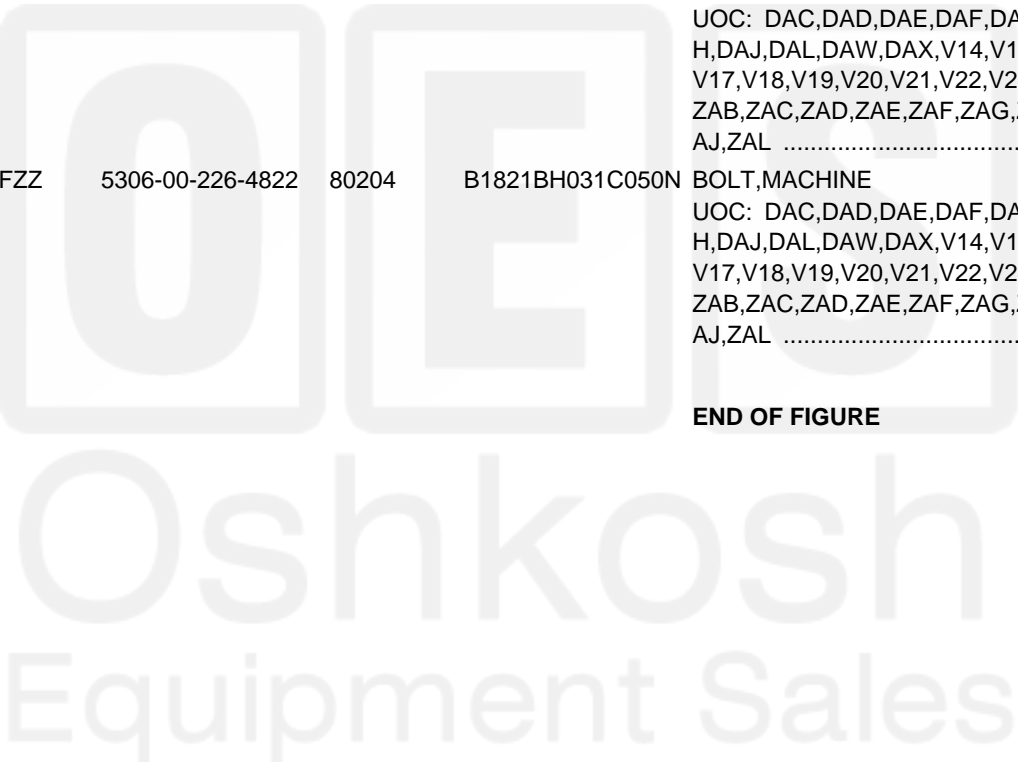 UOC: DAC,DAD,DAE,DAF,DA
H,DAJ,DAL,DAW,DAX,V14,V1
V17,V18,V19,V20,V21,V22,V2
ZAB,ZAC,ZAD,ZAE,ZAF,ZAG,
AJ,ZAL ...................................
FZZ 5306-00-226-4822 80204 B1821BH031C050N BOLT,MACHINE
UOC: DAC,DAD,DAE,DAF,DA
H,DAJ,DAL,DAW,DAX,V14,V1
V17,V18,V19,V20,V21,V22,V2
ZAB,ZAC,ZAD,ZAE,ZAF,ZAG,
AJ,ZAL ...................................
END OF FIGURE
OES
Oshkosh
Equipment Sales